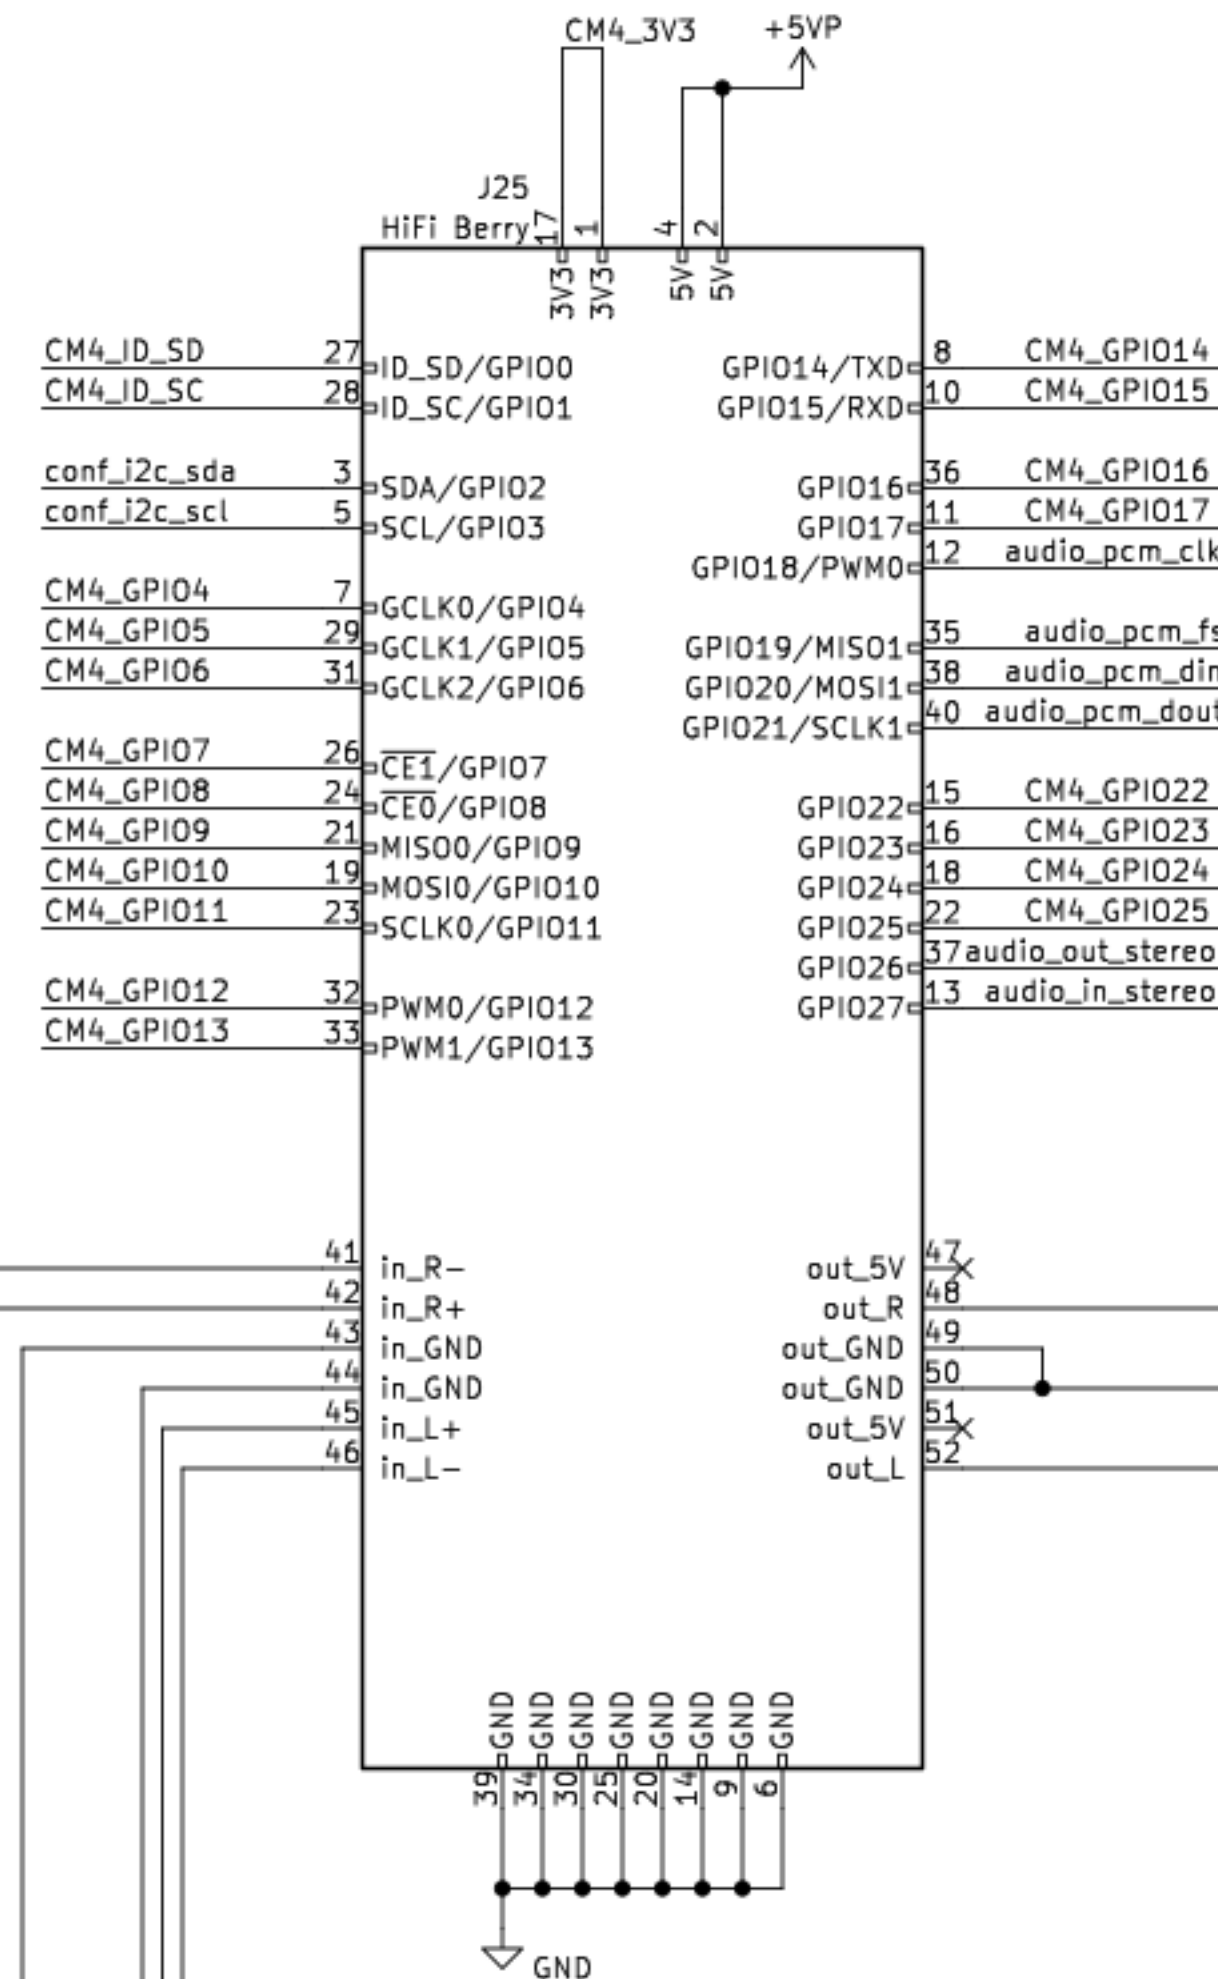 CM4_3V3 +5VP
J25
HiFi Berry
17 1 4 2
3V3 3V3 5V 5V
CM4_ID_SD 27 ID_SD/GPIO0 GPIO14/TXD 8 CM4_GPIO14
CM4_ID_SC 28 ID_SC/GPIO1 GPIO15/RXD 10 CM4_GPIO15
conf_i2c_sda 3 SDA/GPIO2 GPIO16 36 CM4_GPIO16
conf_i2c_scl 5 SCL/GPIO3 GPIO17 11 CM4_GPIO17
GPIO18/PWM0 12 audio_pcm_clk
CM4_GPIO4 7 GCLK0/GPIO4
CM4_GPIO5 29 GCLK1/GPIO5 GPIO19/MISO1 35 audio_pcm_fs
CM4_GPIO6 31 GCLK2/GPIO6 GPIO20/MOSI1 38 audio_pcm_din
GPIO21/SCLK1 40 audio_pcm_dout
CM4_GPIO7 26 CE1/GPIO7
CM4_GPIO8 24 CE0/GPIO8 GPIO22 15 CM4_GPIO22
CM4_GPIO9 21 MISO0/GPIO9 GPIO23 16 CM4_GPIO23
CM4_GPIO10 19 MOSI0/GPIO10 GPIO24 18 CM4_GPIO24
CM4_GPIO11 23 SCLK0/GPIO11 GPIO25 22 CM4_GPIO25
GPIO26 37 audio_out_stereo
CM4_GPIO12 32 PWM0/GPIO12 GPIO27 13 audio_in_stereo
CM4_GPIO13 33 PWM1/GPIO13
41 in_R- out_5V 47
42 in_R+ out_R 48
43 in_GND out_GND 49
44 in_GND out_GND 50
45 in_L+ out_5V 51
46 in_L- out_L 52
GND GND GND GND GND GND GND GND
39 34 30 25 20 14 9 6
GND